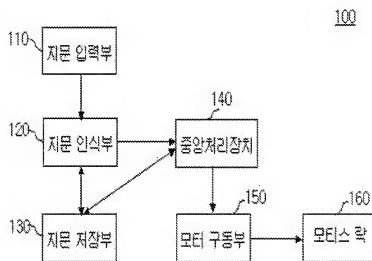 100
110
지문 입력부
120
지문 인식부
140
중앙처리장치
130
지문 저장부
150
모터 구동부
160
모티스 락